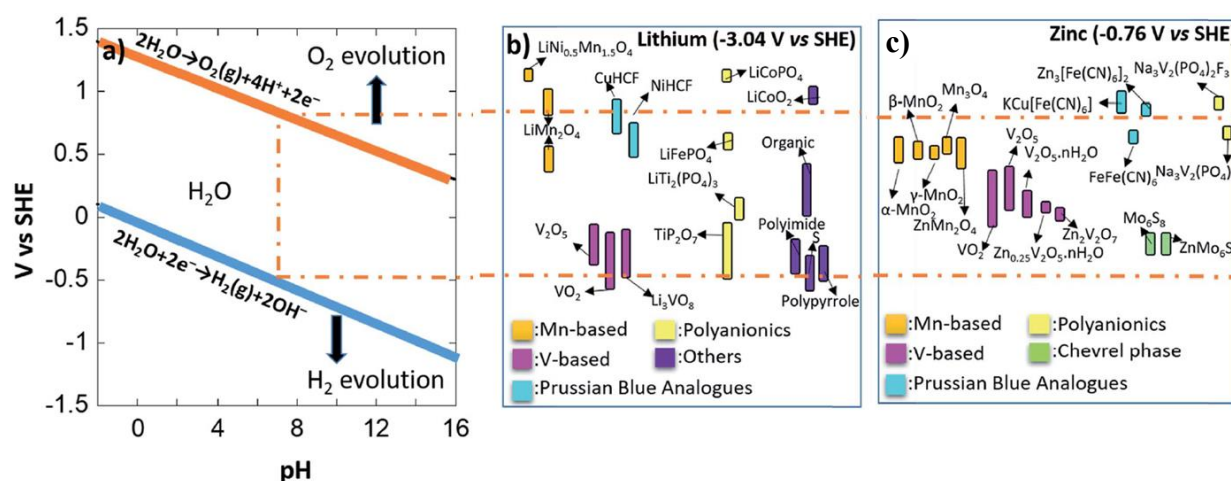 a)
2H₂O→O₂(g)+4H⁺+2e⁻
O₂ evolution
H₂O
2H₂O+2e⁻→H₂(g)+2OH⁻
H₂ evolution
V vs SHE
1.5
1
0.5
0
-0.5
-1
-1.5
0
4
8
12
16
pH
b)
Lithium (-3.04 V vs SHE)
LiNi₀.₅Mn₁.₅O₄
CuHCF
NiHCF
LiCoPO₄
LiCoO₂
LiMn₂O₄
LiFePO₄
Organic
LiTi₂(PO₄)₃
V₂O₅
TiP₂O₇
Polyimide
S
VO₂
Li₃VO₈
Polypyrrole
:Mn-based
:Polyanionics
:V-based
:Others
:Prussian Blue Analogues
c)
Zinc (-0.76 V vs SHE
Zn₃[Fe(CN)₆]₂
Na₃V₂(PO₄)₂F₃
Mn₃O₄
β-MnO₂
KCu[Fe(CN)₆]
V₂O₅
V₂O₅.nH₂O
FeFe(CN)₆
Na₃V₂(PO₄)
α-MnO₂
γ-MnO₂
ZnMn₂O₄
VO₂
Zn₀.₂₅V₂O₅.nH₂O
Zn₂V₂O₇
Mo₆S₈
ZnMo₆S
:Mn-based
:Polyanionics
:V-based
:Chevrel phase
:Prussian Blue Analogues